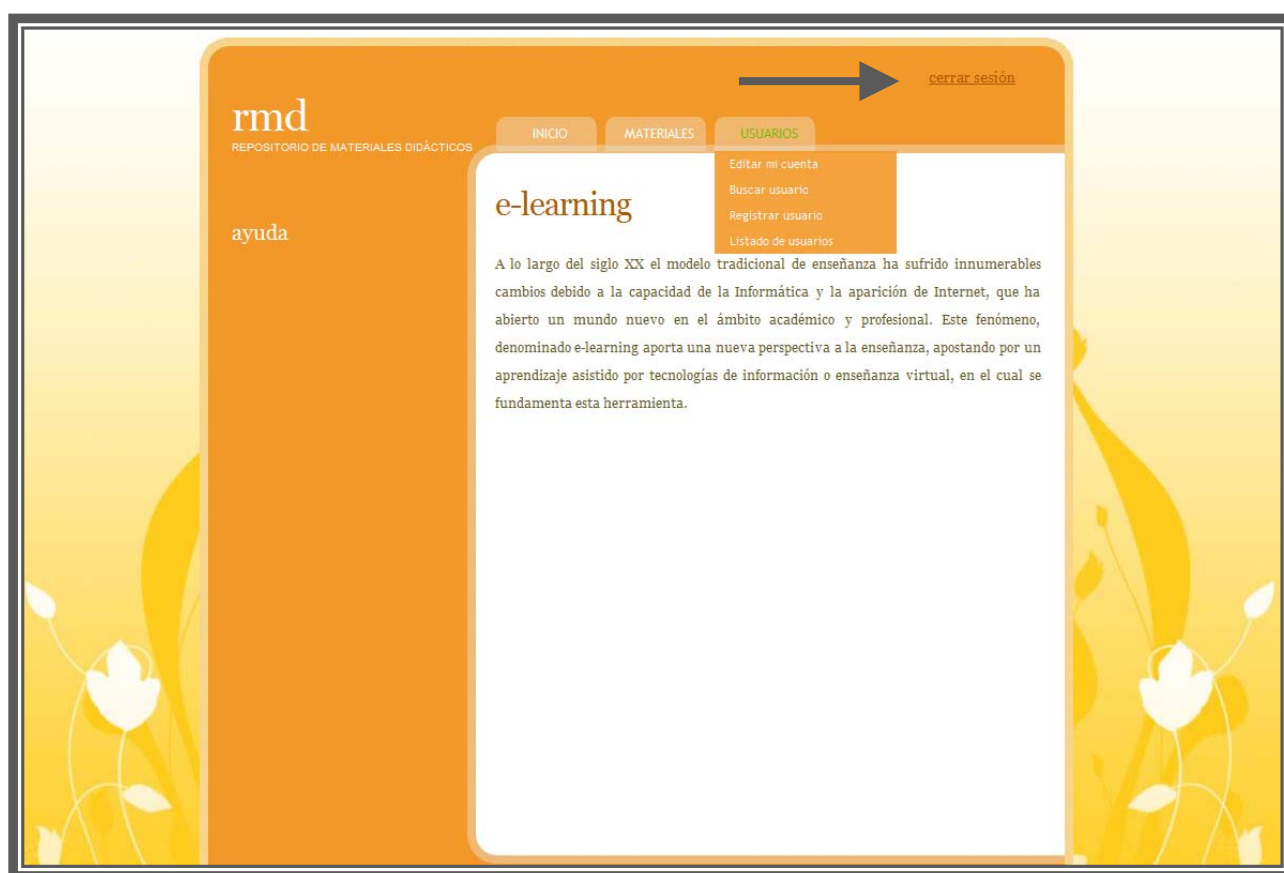 cerrar sesión
rmd
REPOSITORIO DE MATERIALES DIDÁCTICOS
INICIO
MATERIALES
USUARIOS
Editar mi cuenta
Buscar usuario
Registrar usuario
Listado de usuarios
ayuda
e-learning
A lo largo del siglo XX el modelo tradicional de enseñanza ha sufrido innumerables
cambios debido a la capacidad de la Informática y la aparición de Internet, que ha
abierto un mundo nuevo en el ámbito académico y profesional. Este fenómeno,
denominado e-learning aporta una nueva perspectiva a la enseñanza, apostando por un
aprendizaje asistido por tecnologías de información o enseñanza virtual, en el cual se
fundamenta esta herramienta.